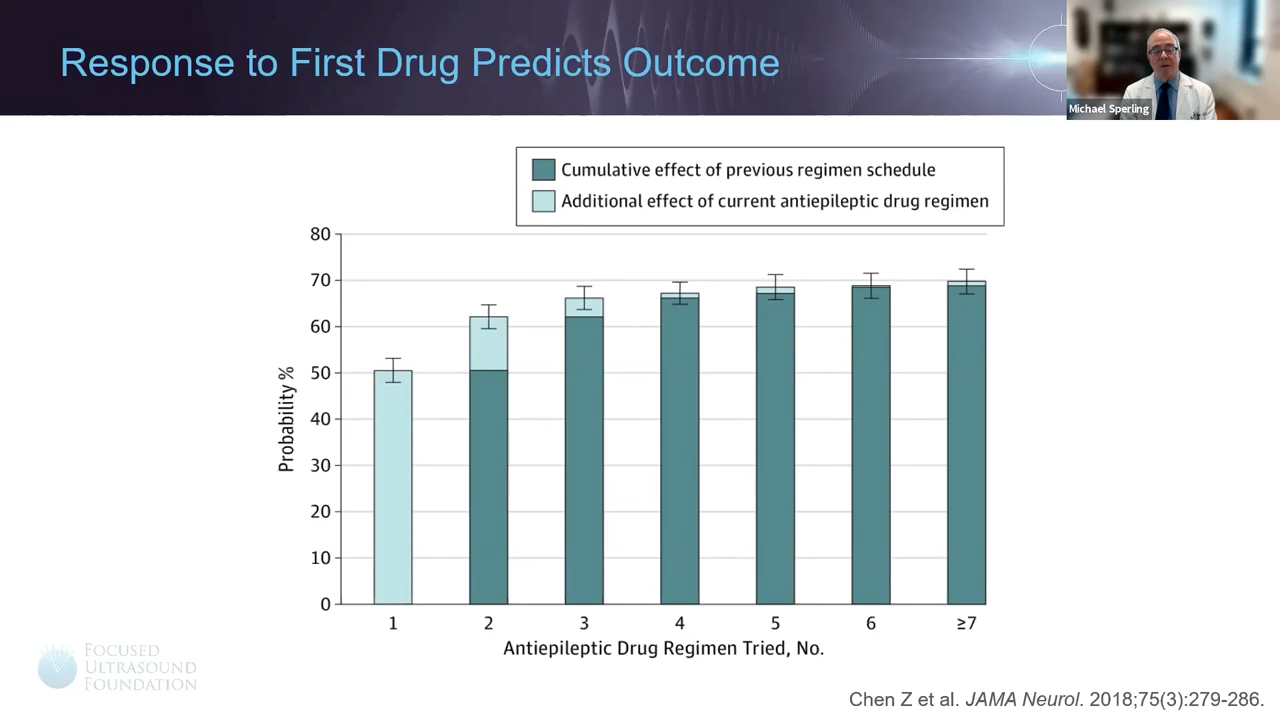 Response to First Drug Predicts Outcome
Michael Sperling
Cumulative effect of previous regimen schedule
Additional effect of current antiepileptic drug regimen
80
70
60
50
40
30
20
10
0
Probability %
1 2 3 4 5 6 ≥7
Antiepileptic Drug Regimen Tried, No.
FOCUSED
ULTRASOUND
FOUNDATION
Chen Z et al. JAMA Neurol. 2018;75(3):279-286.